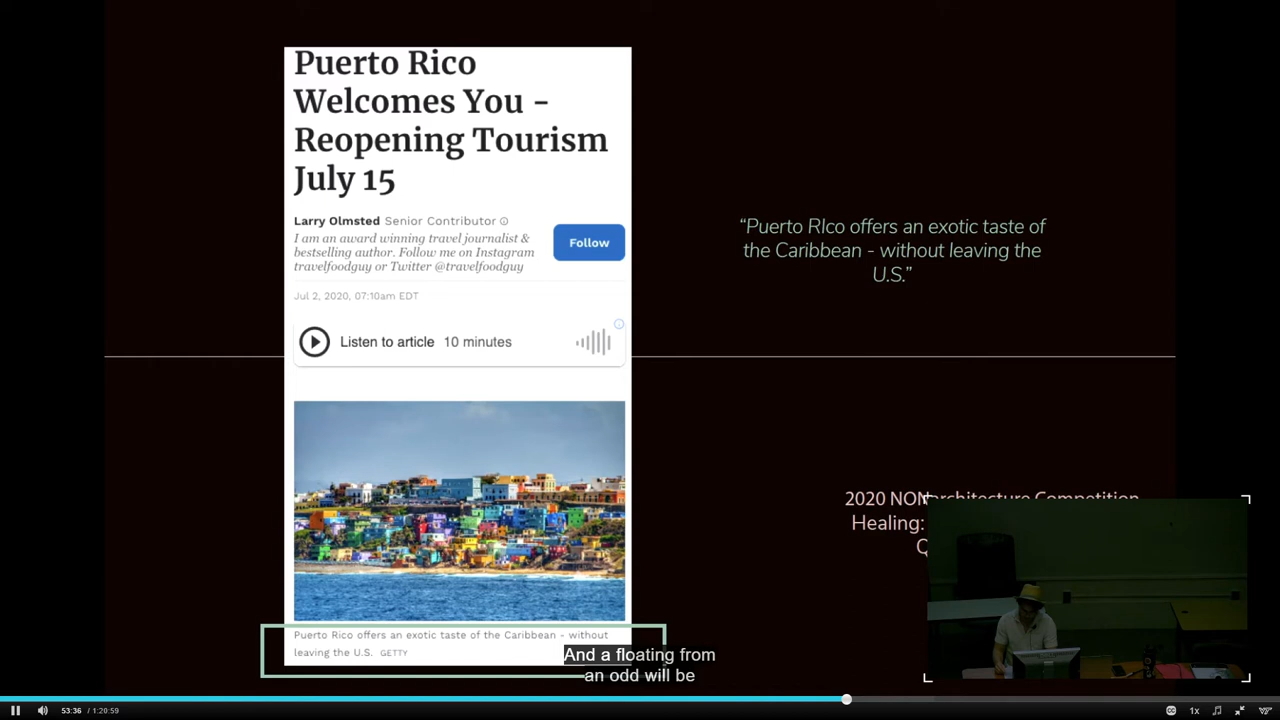 Puerto Rico
Welcomes You -
Reopening Tourism
July 15
Larry Olmsted Senior Contributor
I am an award winning travel journalist &
bestselling author. Follow me on Instagram
travelfoodguy or Twitter @travelfoodguy
Follow
Jul 2, 2020, 07:10am EDT
Listen to article 10 minutes
Puerto Rico offers an exotic taste of the Caribbean - without
leaving the U.S. GETTY
“Puerto RIco offers an exotic taste of
the Caribbean - without leaving the
U.S.”
2020 NONarchitecture Competition
Healing:
And a floating from
an odd will be
53:36 / 1:20:59
CC
1x